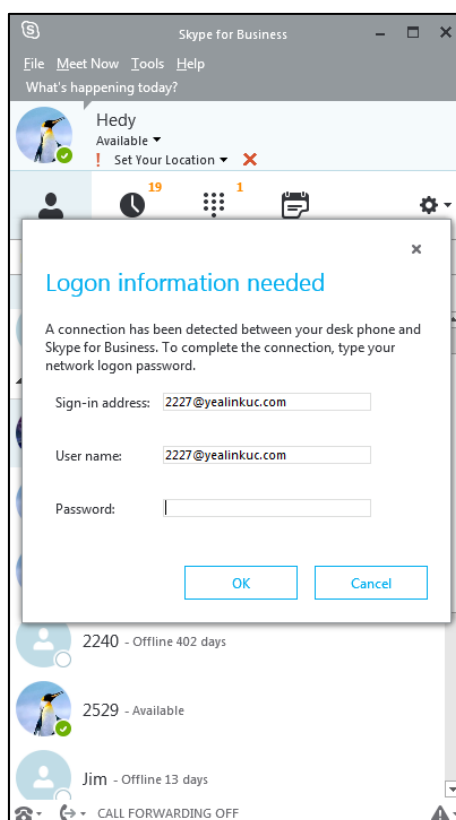 Skype for Business
File Meet Now Tools Help
What's happening today?
Hedy
Available
! Set Your Location
19
1
Logon information needed
A connection has been detected between your desk phone and
Skype for Business. To complete the connection, type your
network logon password.
Sign-in address: 2227@yealinkuc.com
User name: 2227@yealinkuc.com
Password:
OK Cancel
2240 - Offline 402 days
2529 - Available
Jim - Offline 13 days
CALL FORWARDING OFF